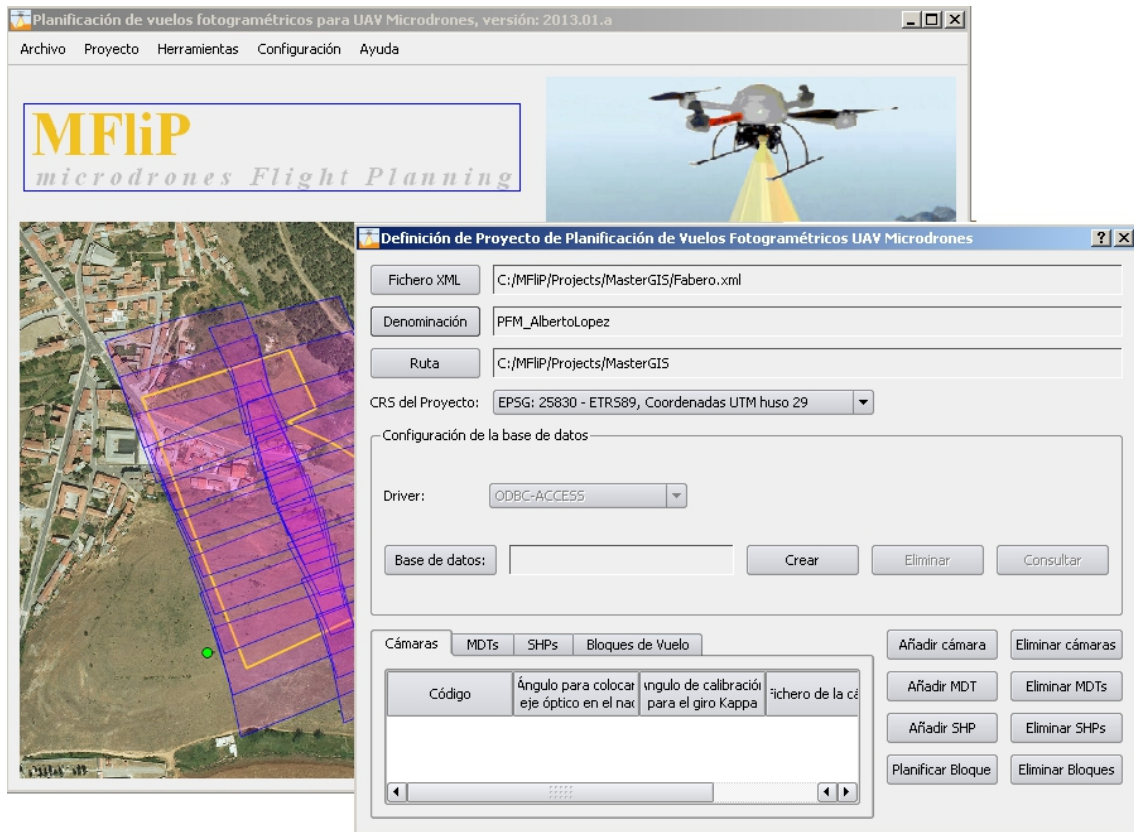 Planificación de vuelos fotogramétricos para UAV Microdrones, versión: 2013.01.a
Archivo Proyecto Herramientas Configuración Ayuda
MFliP
microdrones Flight Planning
Definición de Proyecto de Planificación de Vuelos Fotogramétricos UAV Microdrones
Fichero XML C:/MFliP/Projects/MasterGIS/Fabero.xml
Denominación PFM_AlbertoLopez
Ruta C:/MFliP/Projects/MasterGIS
CRS del Proyecto: EPSG: 25830 - ETRS89, Coordenadas UTM huso 29
Configuración de la base de datos
Driver: ODBC-ACCESS
Base de datos: Crear Eliminar Consultar
Cámaras MDTs SHPs Bloques de Vuelo
Código
Ángulo para colocar
eje óptico en el nad
ángulo de calibración
para el giro Kappa
Fichero de la cá
Añadir cámara Eliminar cámaras
Añadir MDT Eliminar MDTs
Añadir SHP Eliminar SHPs
Planificar Bloque Eliminar Bloques